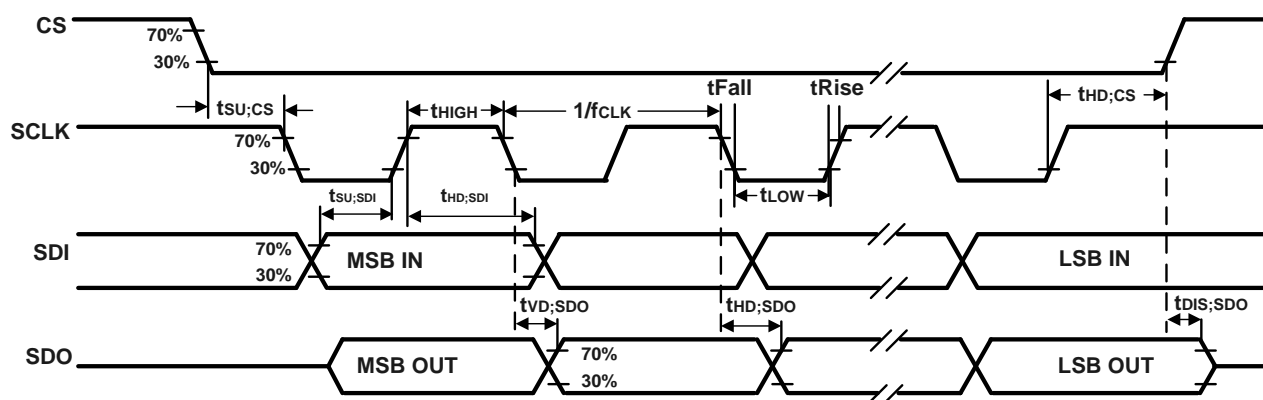 CS
70%
30%
tFall
tRise
tHD;CS
tSU;CS
tHIGH
1/fCLK
SCLK
70%
30%
tLOW
tSU;SDI
tHD;SDI
SDI
70%
30%
MSB IN
LSB IN
tVD;SDO
tHD;SDO
tDIS;SDO
SDO
MSB OUT
70%
30%
LSB OUT